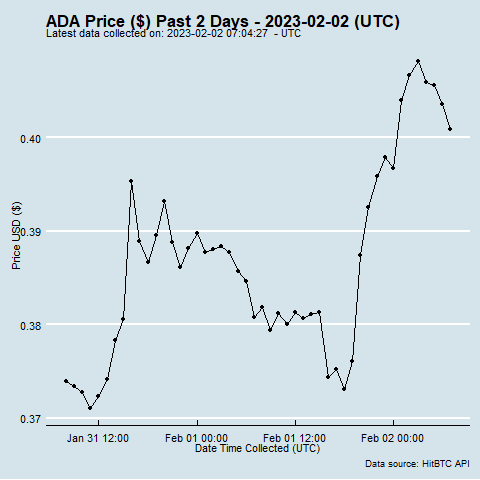 ADA Price ($) Past 2 Days - 2023-02-02 (UTC)
Latest data collected on: 2023-02-02 07:04:27 - UTC
Price USD ($)
0.40
0.39
0.38
0.37
Jan 31 12:00 Feb 01 00:00 Feb 01 12:00 Feb 02 00:00
Date Time Collected (UTC)
Data source: HitBTC API